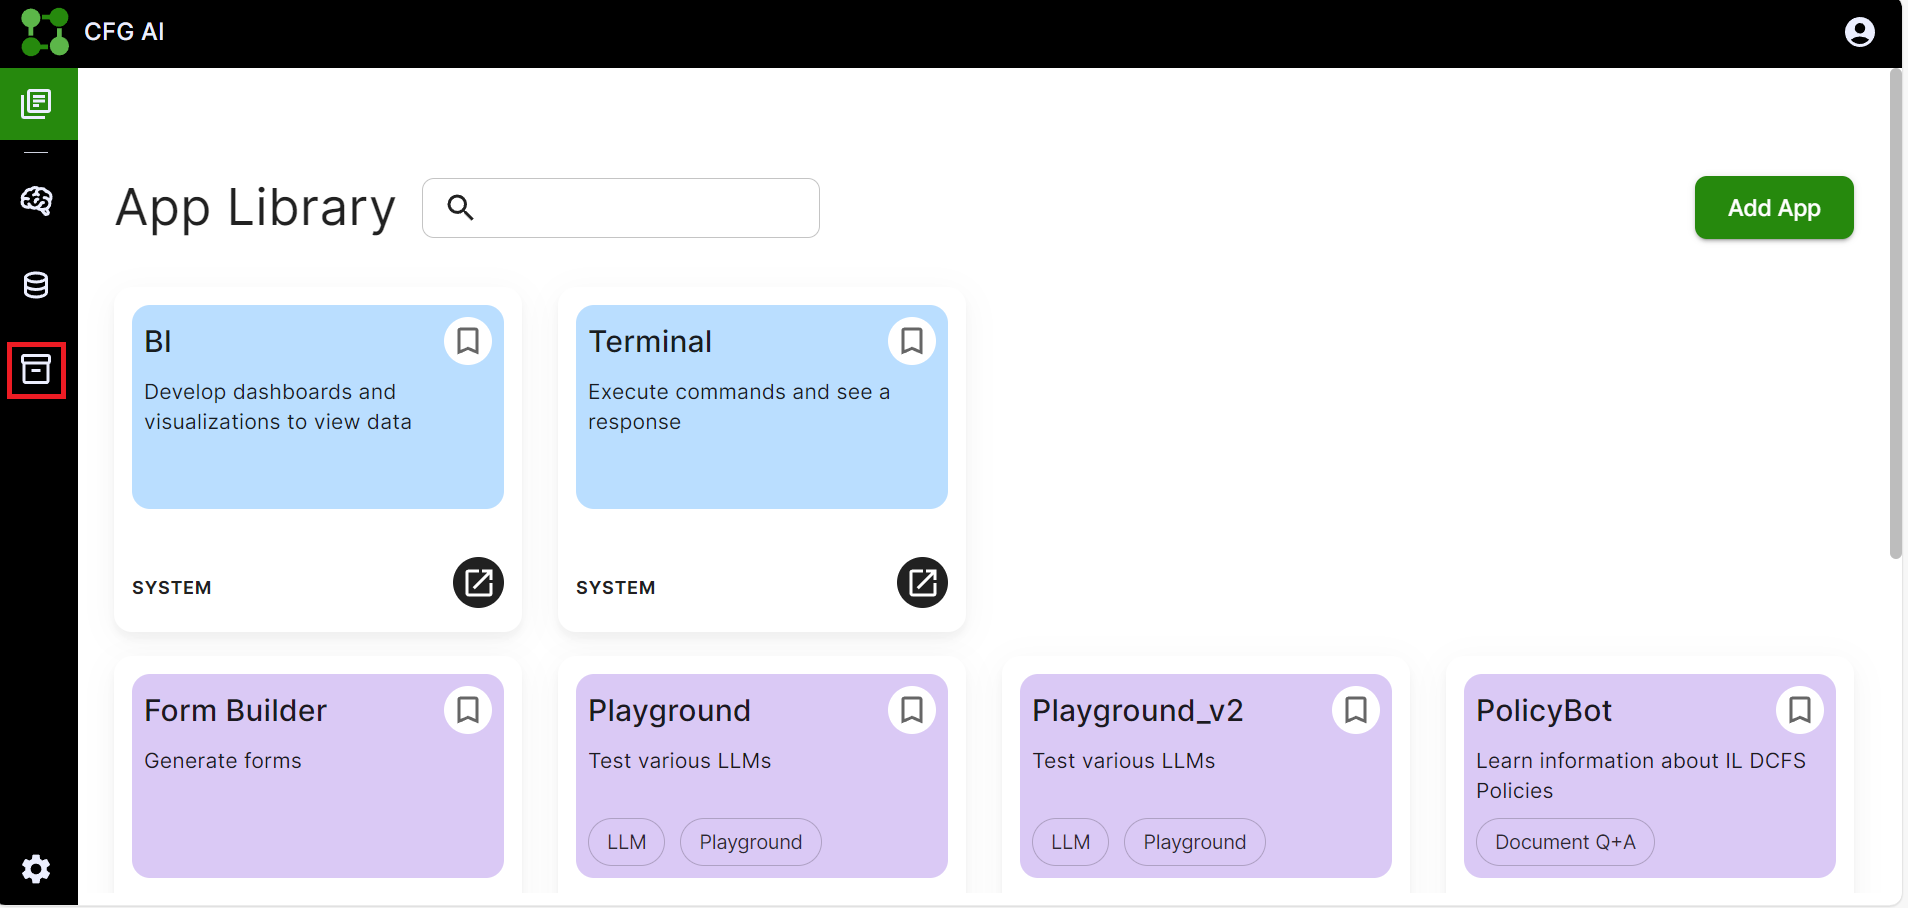 CFG AI
App Library
Add App
BI
Develop dashboards and
visualizations to view data
SYSTEM
Terminal
Execute commands and see a
response
SYSTEM
Form Builder
Generate forms
Playground
Test various LLMs
LLM
Playground
Playground_v2
Test various LLMs
LLM
Playground
PolicyBot
Learn information about IL DCFS
Policies
Document Q+A